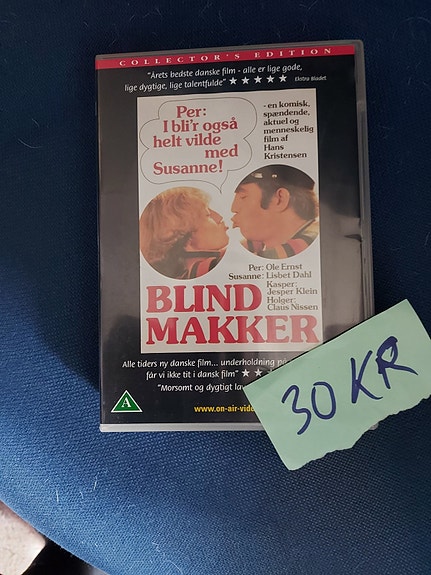 COLLECTOR'S EDITION
"Årets bedste danske film - alle er lige gode,
lige dygtige, lige talentfulde" ★★★★★ Ekstra Bladet
Per:
I bli'r også
helt vilde
med
Susanne!
- en komisk,
spændende,
aktuel og
menneskelig
film af
Hans
Kristensen
Per: Ole Ernst
Susanne: Lisbet Dahl
Kasper:
Jesper Klein
Holger:
Claus Nissen
BLIND
MAKKER
Alle tiders ny danske film... underholdning på
får vi ikke tit i dansk film" ★★
"Morsomt og dygtigt
A
www.on-air-vide
30 KR